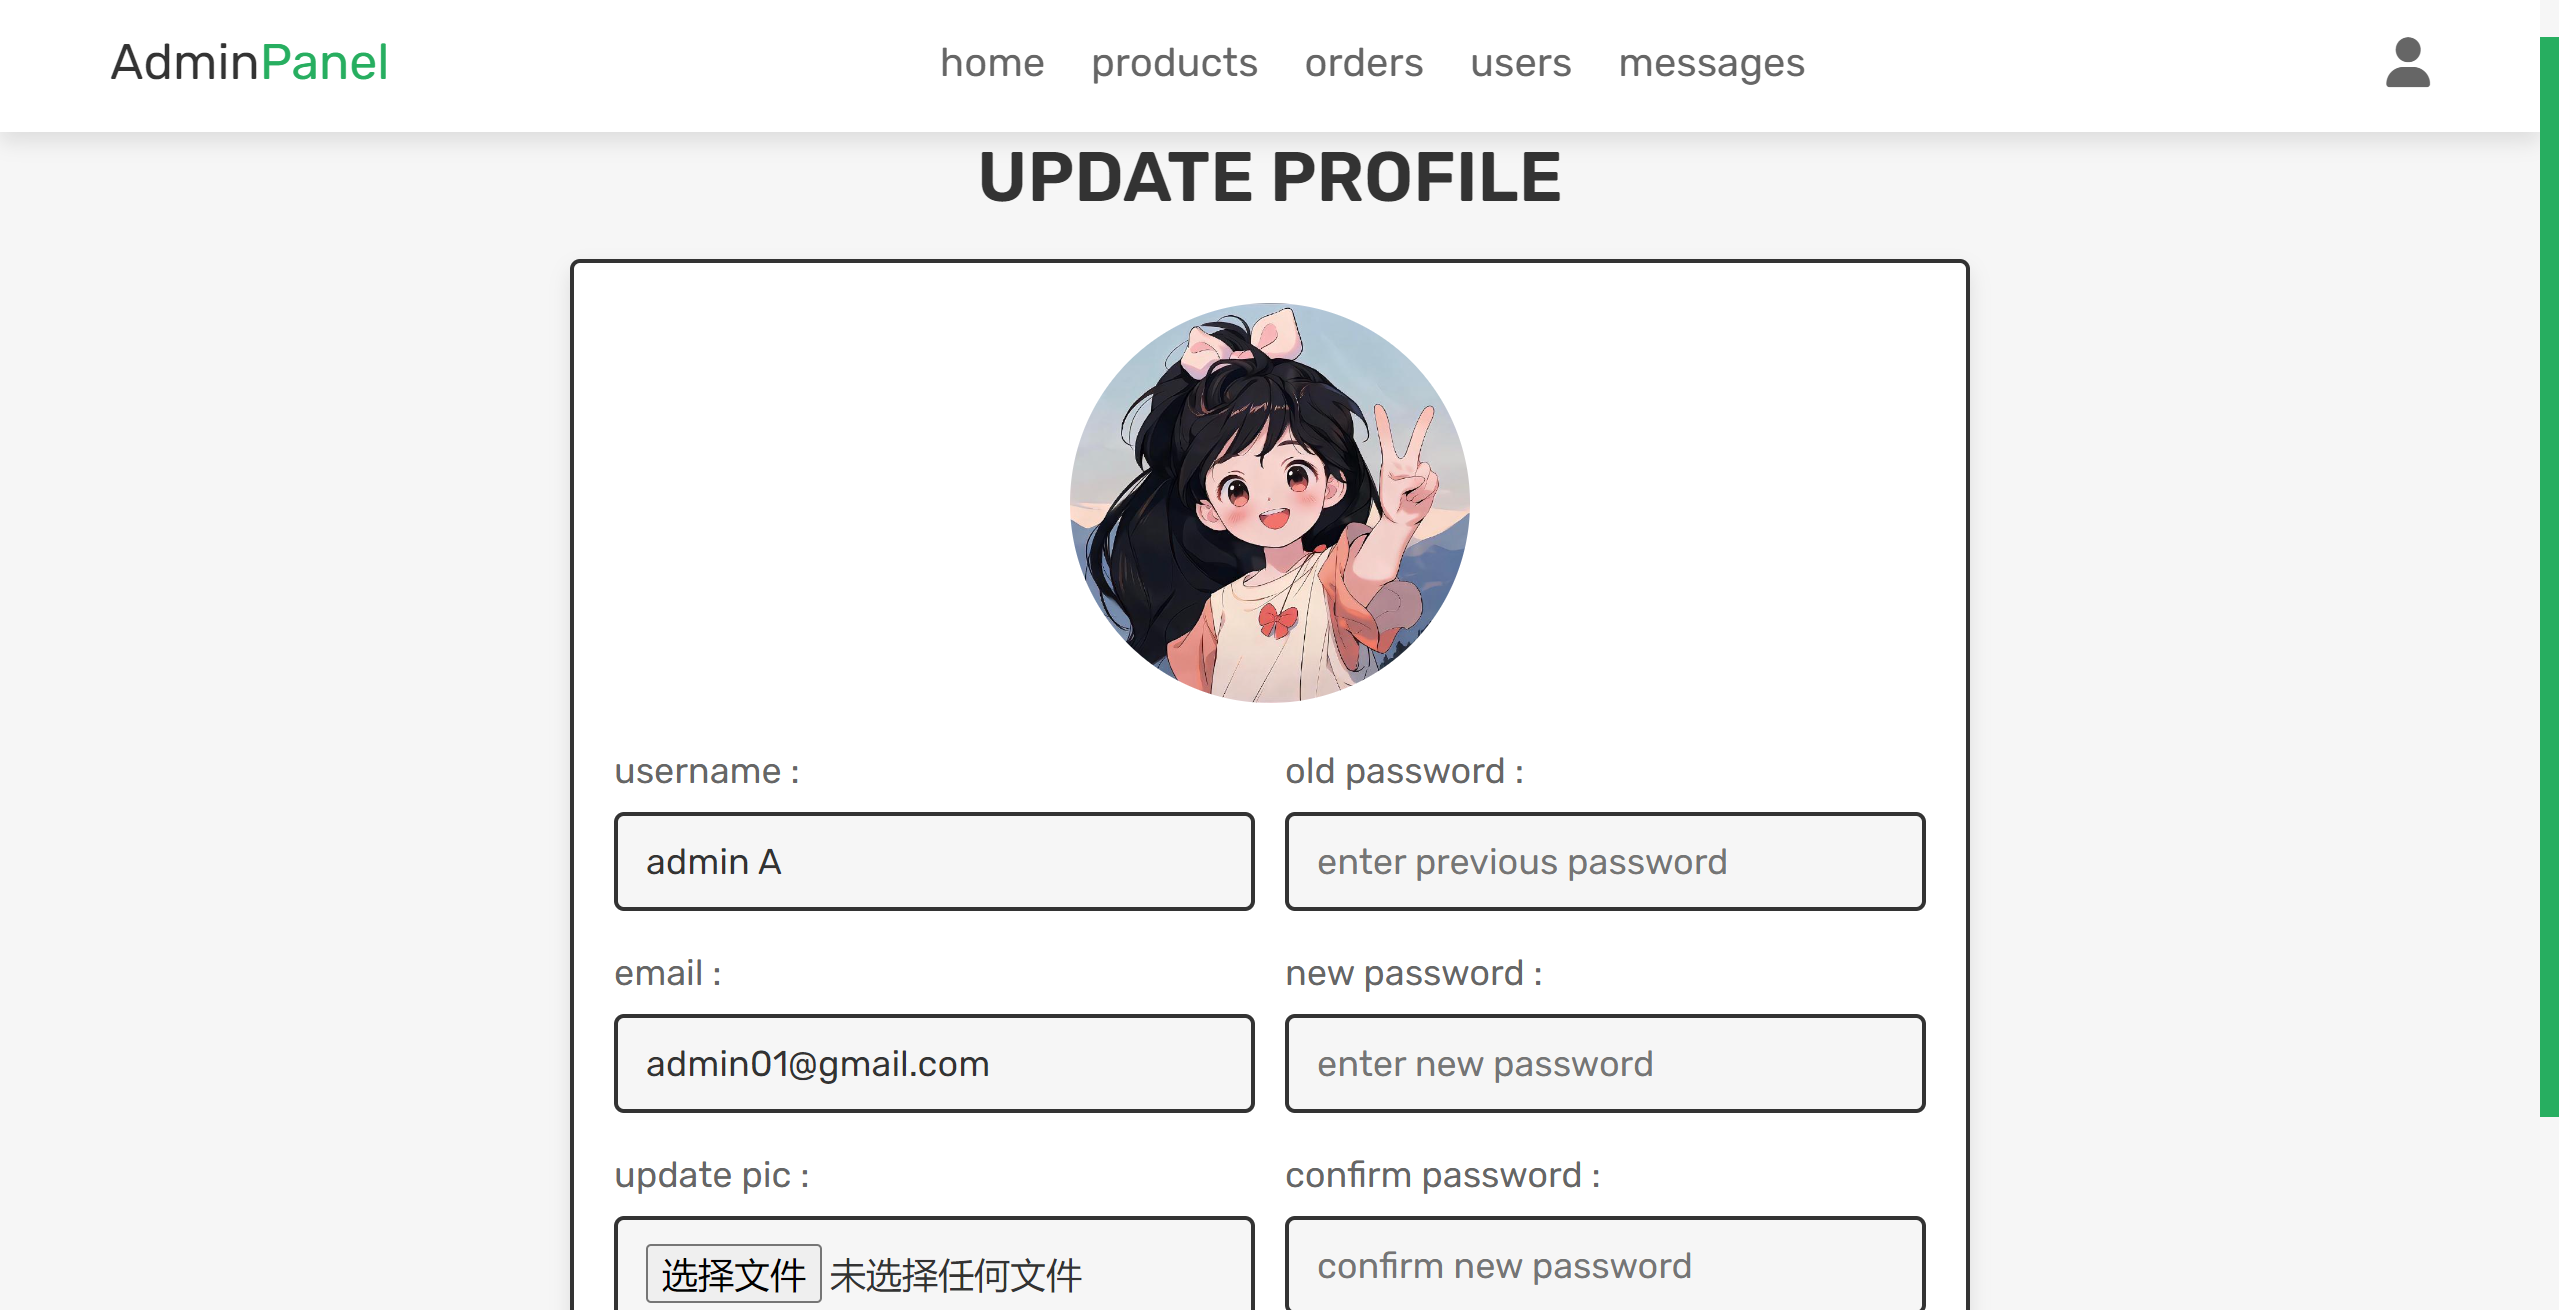 AdminPanel
home products orders users messages
UPDATE PROFILE
username :
admin A
old password :
enter previous password
email :
admin01@gmail.com
new password :
enter new password
update pic :
选择文件 未选择任何文件
confirm password :
confirm new password